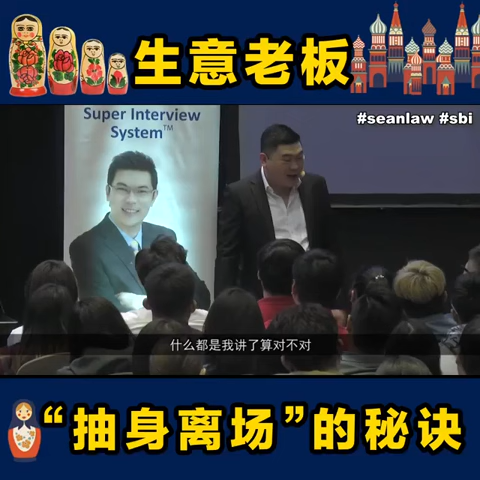 生意老板
#seanlaw #sbi
Super Interview
System™
什么都是我讲了算对不对
“抽身离场”的秘诀